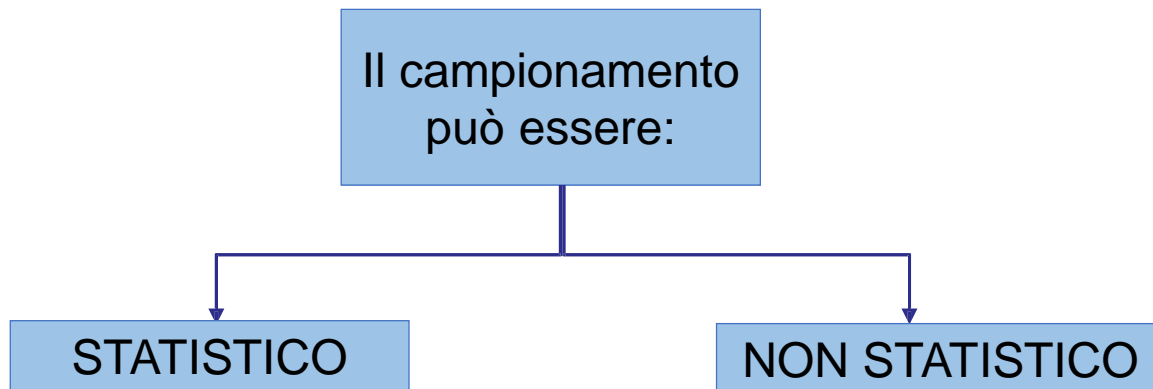 Il campionamento
può essere:
STATISTICO
NON STATISTICO